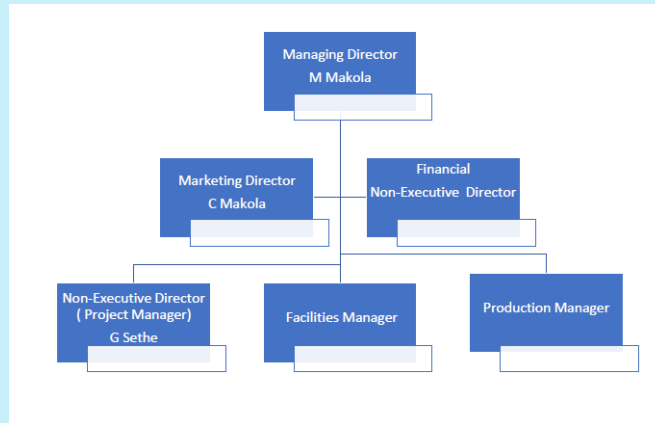 Managing Director
M Makola
Marketing Director
C Makola
Financial
Non-Executive Director
Non-Executive Director
( Project Manager)
G Sethe
Facilities Manager
Production Manager